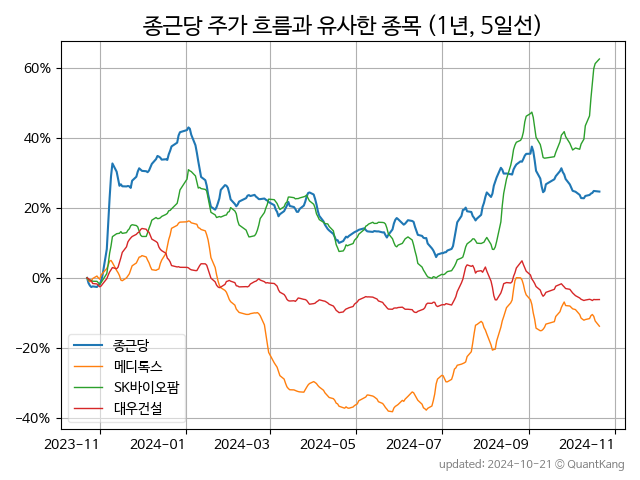 종근당 주가 흐름과 유사한 종목 (1년, 5일선)
60%
40%
20%
0%
−20%
−40%
종근당
메디톡스
SK바이오팜
대우건설
2023-11
2024-01
2024-03
2024-05
2024-07
2024-09
2024-11
updated: 2024-10-21 © QuantKang